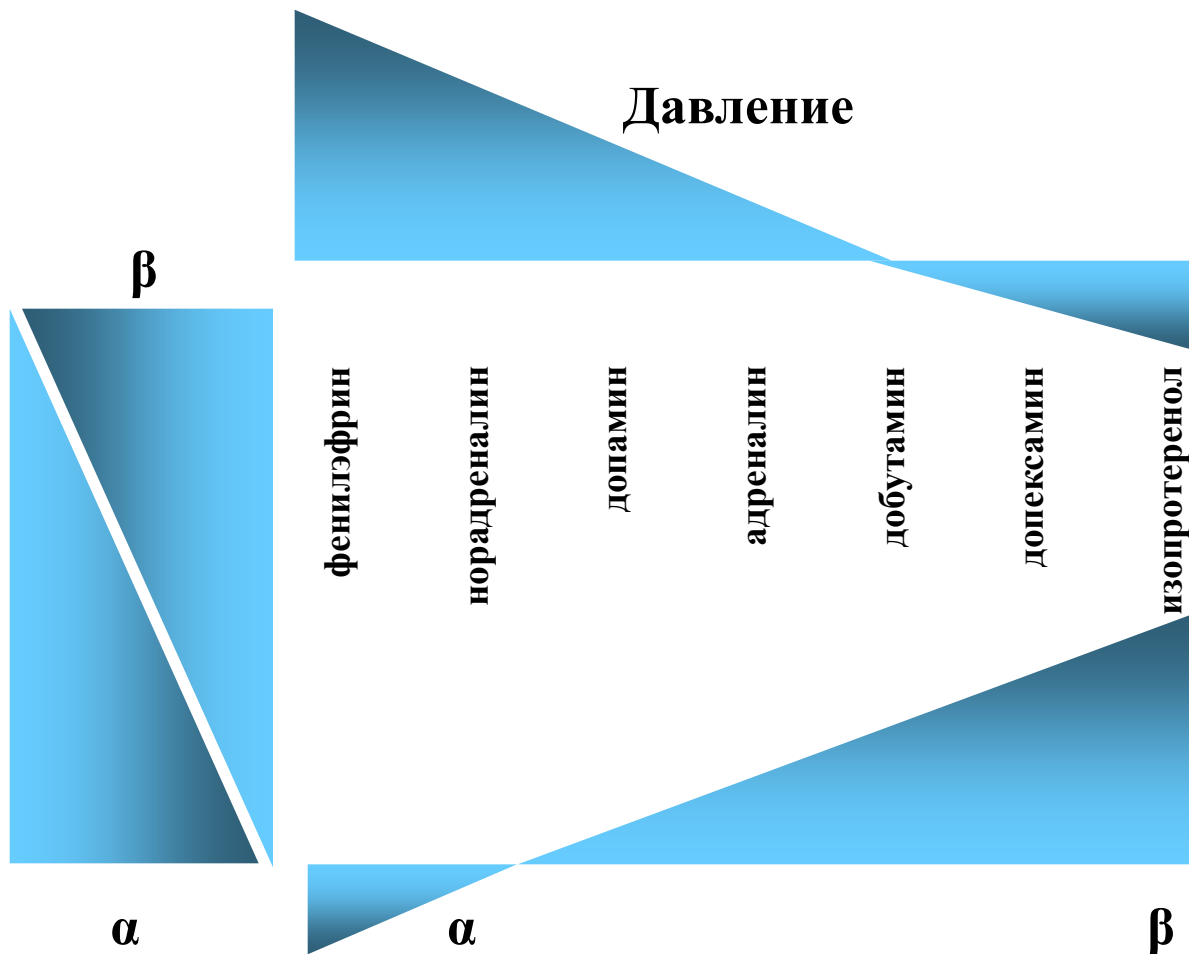 Давление
β
фенилэфрин
норадреналин
допамин
адреналин
добутамин
допексамин
изопротеренол
α
α
β